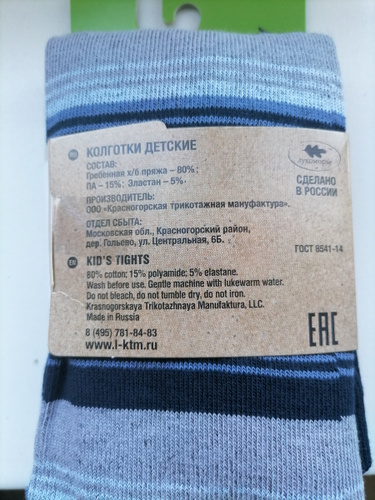 RU
КОЛГОТКИ ДЕТСКИЕ
СОСТАВ:
Гребенная х/б пряжа – 80%;
ПА – 15%; Эластан – 5%.
ПРОИЗВОДИТЕЛЬ:
ООО «Красногорская трикотажная мануфактура».
ОТДЕЛ СБЫТА:
Московская обл., Красногорский район,
дер. Гольево, ул. Центральная, 6Б.
СДЕЛАНО
В РОССИИ
ГОСТ 8541-14
EN
KID'S TIGHTS
80% cotton; 15% polyamide; 5% elastane.
Wash before use. Gentle machine with lukewarm water.
Do not bleach, do not tumble dry, do not iron.
Krasnogorskaya Trikotazhnaya Manufaktura, LLC.
Made in Russia
8 (495) 781-84-83
www.l-ktm.ru
EAC